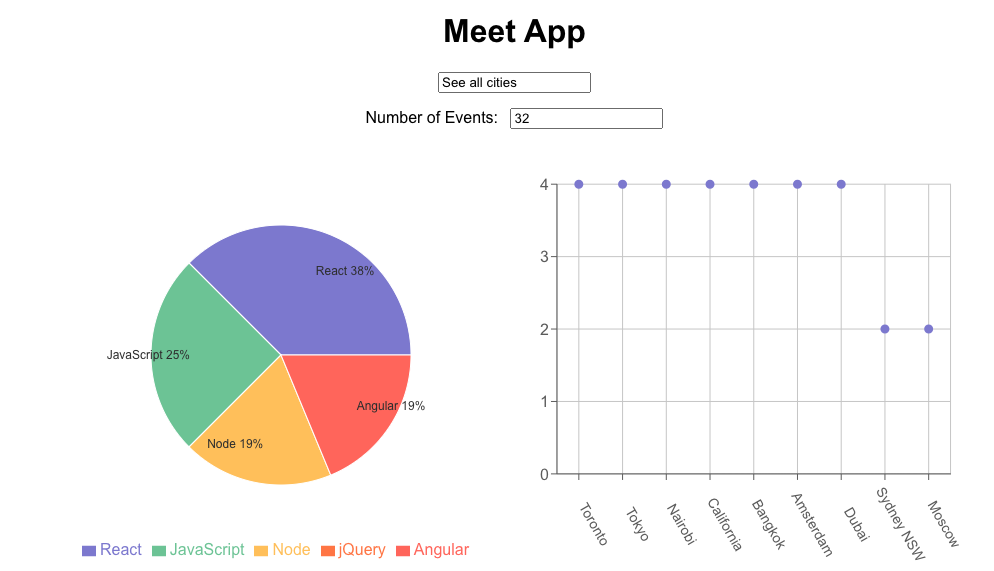 Meet App
See all cities
Number of Events: 32
React 38%
JavaScript 25%
Node 19%
Angular 19%
React JavaScript Node jQuery Angular
4
3
2
1
0
Toronto
Tokyo
Nairobi
California
Bangkok
Amsterdam
Dubai
Sydney NSW
Moscow